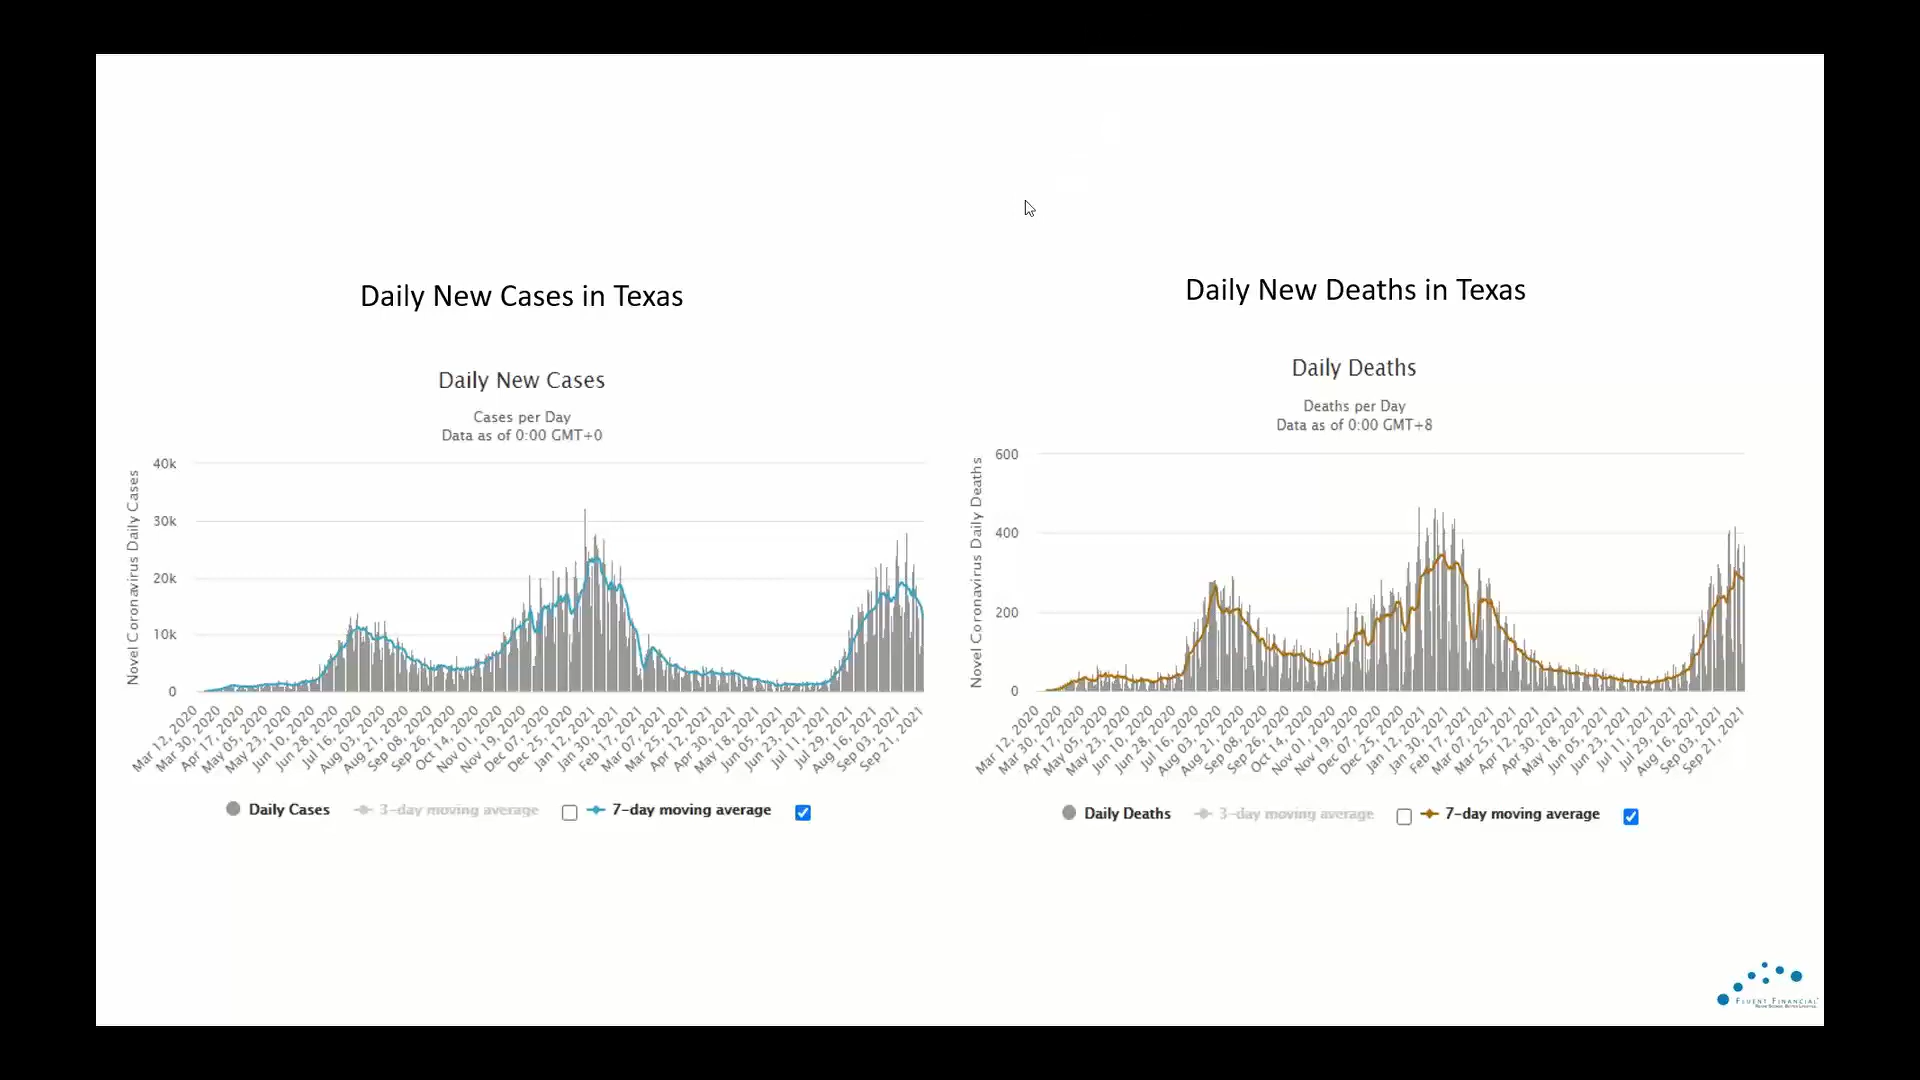 Daily New Cases in Texas
Daily New Cases
Cases per Day
Data as of 0:00 GMT+0
Novel Coronavirus Daily Cases
40k
30k
20k
10k
0
Mar 12, 2020
Mar 30, 2020
Apr 17, 2020
May 05, 2020
May 23, 2020
Jun 10, 2020
Jun 28, 2020
Jul 16, 2020
Aug 03, 2020
Aug 21, 2020
Sep 08, 2020
Sep 26, 2020
Oct 14, 2020
Nov 01, 2020
Nov 19, 2020
Dec 07, 2020
Dec 25, 2020
Jan 12, 2021
Jan 30, 2021
Feb 17, 2021
Mar 07, 2021
Mar 25, 2021
Apr 12, 2021
Apr 30, 2021
May 18, 2021
Jun 05, 2021
Jun 23, 2021
Jul 11, 2021
Jul 29, 2021
Aug 16, 2021
Sep 03, 2021
Sep 21, 2021
Daily Cases
3-day moving average
7-day moving average
Daily New Deaths in Texas
Daily Deaths
Deaths per Day
Data as of 0:00 GMT+8
Novel Coronavirus Daily Deaths
600
400
200
0
Mar 12, 2020
Mar 30, 2020
Apr 17, 2020
May 05, 2020
May 23, 2020
Jun 10, 2020
Jun 28, 2020
Jul 16, 2020
Aug 03, 2020
Aug 21, 2020
Sep 08, 2020
Sep 26, 2020
Oct 14, 2020
Nov 01, 2020
Nov 19, 2020
Dec 07, 2020
Dec 25, 2020
Jan 12, 2021
Jan 30, 2021
Feb 17, 2021
Mar 07, 2021
Mar 25, 2021
Apr 12, 2021
Apr 30, 2021
May 18, 2021
Jun 05, 2021
Jun 23, 2021
Jul 11, 2021
Jul 29, 2021
Aug 16, 2021
Sep 03, 2021
Sep 21, 2021
Daily Deaths
3-day moving average
7-day moving average
Fluent Financial